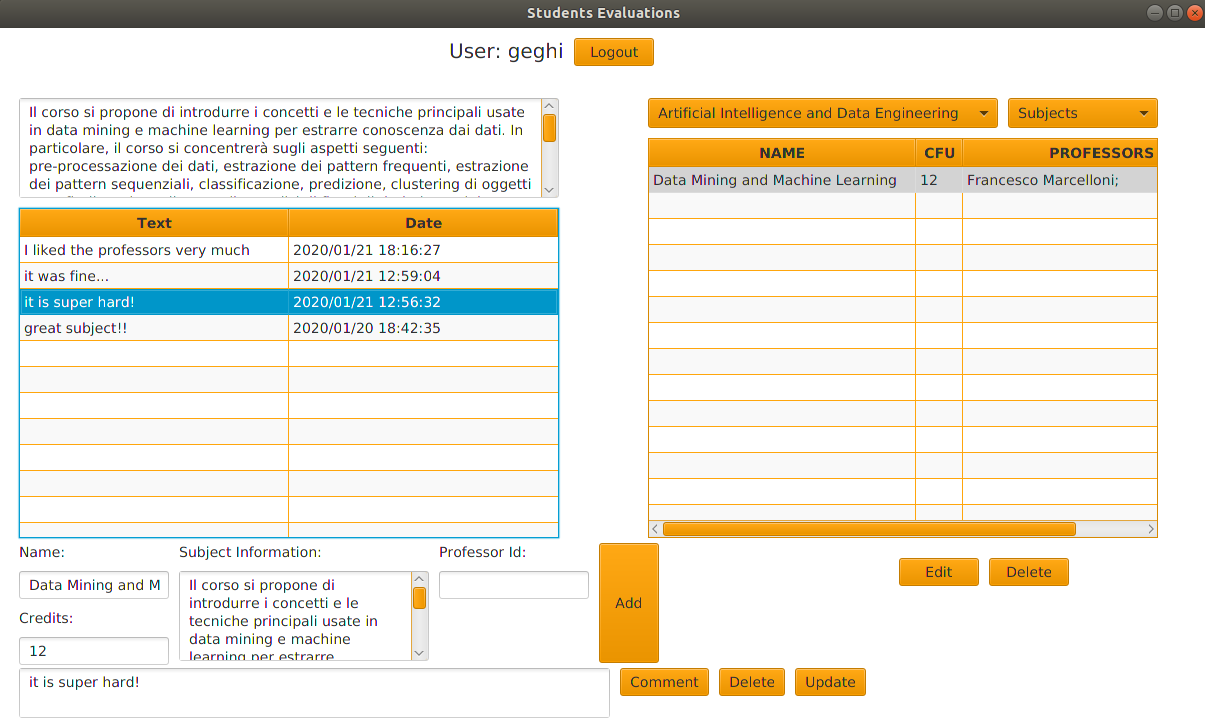 Students Evaluations
User: geghi
Logout
Il corso si propone di introdurre i concetti e le tecniche principali usate
in data mining e machine learning per estrarre conoscenza dai dati. In
particolare, il corso si concentrerà sugli aspetti seguenti:
pre-processazione dei dati, estrazione dei pattern frequenti, estrazione
dei pattern sequenziali, classificazione, predizione, clustering di oggetti
Text Date
I liked the professors very much 2020/01/21 18:16:27
it was fine... 2020/01/21 12:59:04
it is super hard! 2020/01/21 12:56:32
great subject!! 2020/01/20 18:42:35
Artificial Intelligence and Data Engineering
Subjects
NAME CFU PROFESSORS
Data Mining and Machine Learning 12 Francesco Marcelloni;
Name:
Data Mining and M
Credits:
12
Subject Information:
Il corso si propone di
introdurre i concetti e le
tecniche principali usate in
data mining e machine
learning per estrarre
Professor Id:
Add
Edit
Delete
it is super hard!
Comment
Delete
Update